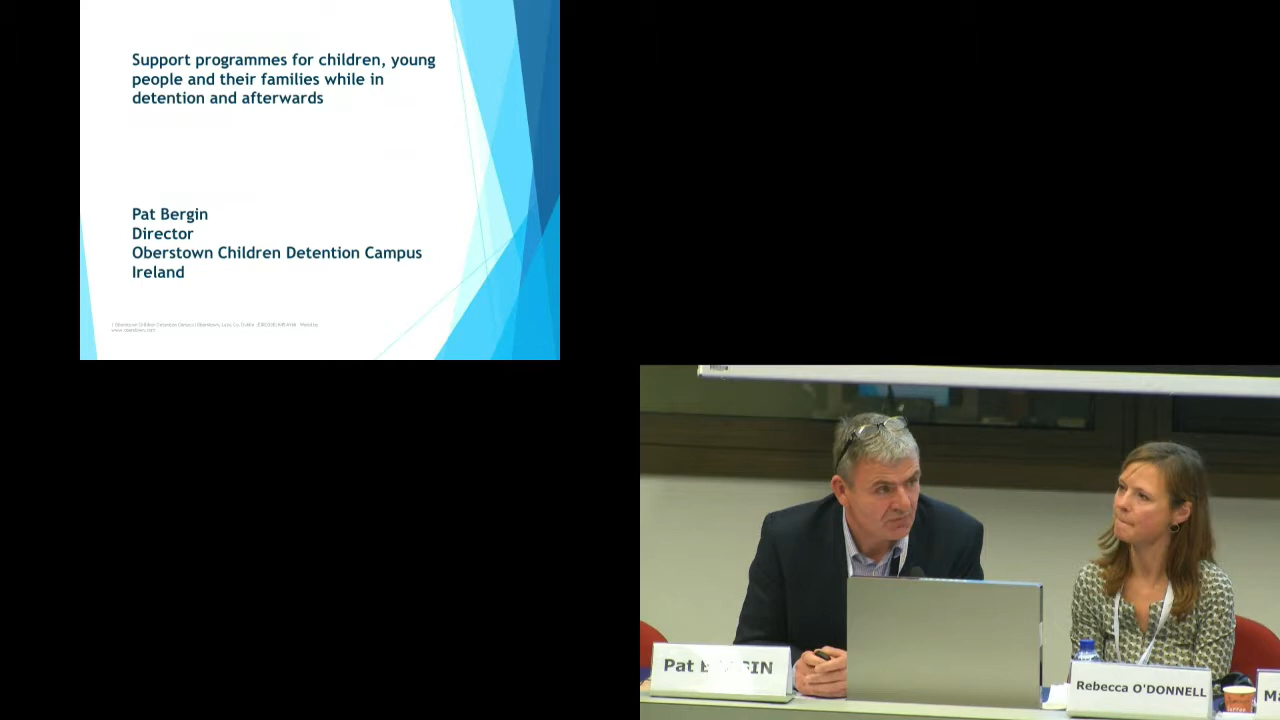 Support programmes for children, young
people and their families while in
detention and afterwards
Pat Bergin
Director
Oberstown Children Detention Campus
Ireland
Pat
Rebecca O'DONNELL